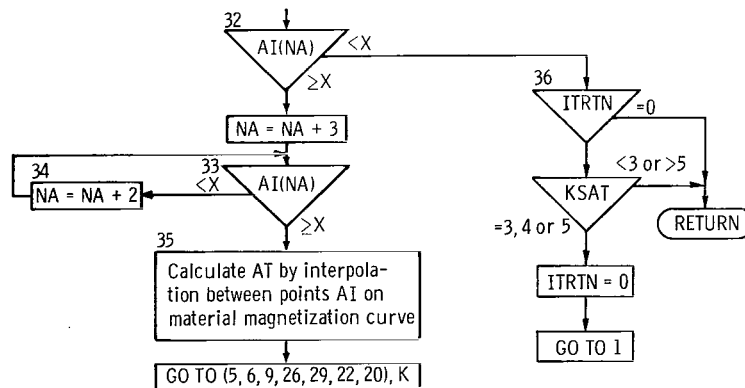 32
AI(NA)
<X
≥X
NA = NA + 3
33
AI(NA)
<X
≥X
34
NA = NA + 2
35
Calculate AT by interpola-
tion between points AI on
material magnetization curve
GO TO (5, 6, 9, 26, 29, 22, 20), K
36
ITRTN
=0
KSAT
<3 or >5
=3, 4 or 5
RETURN
ITRTN = 0
GO TO 1